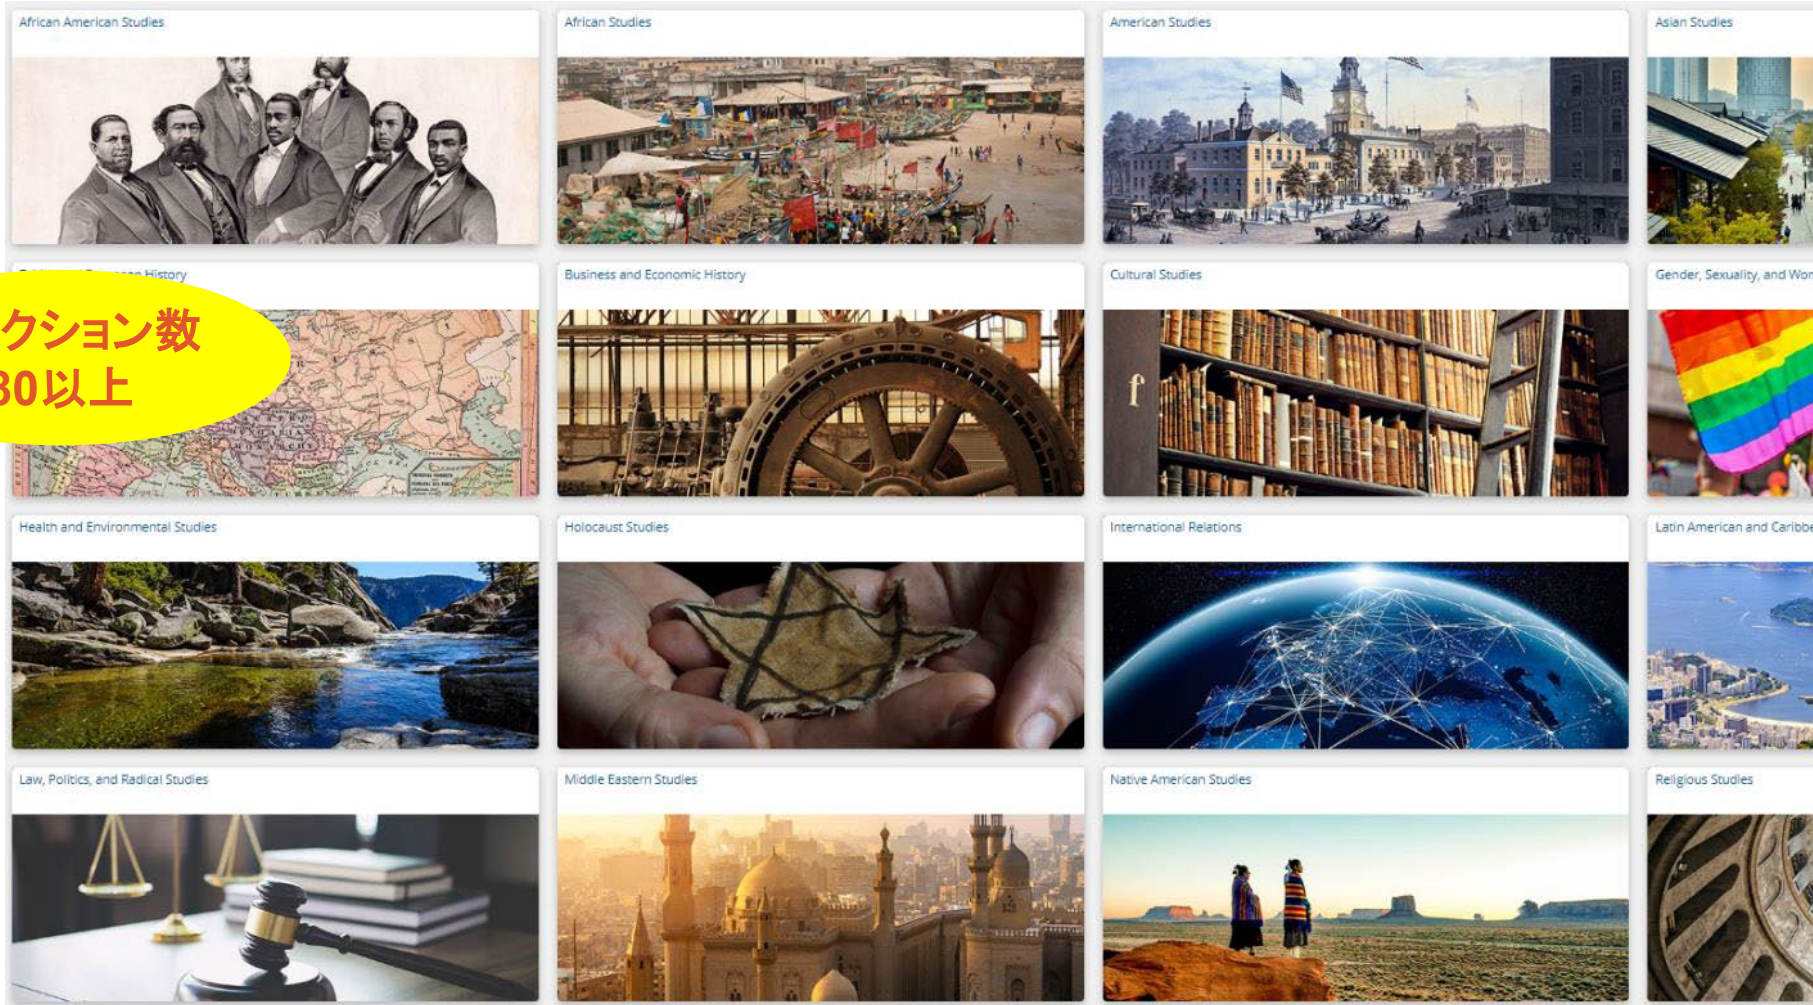 African American Studies
African Studies
American Studies
Asian Studies
History
Business and Economic History
Cultural Studies
Gender, Sexuality, and
クション数
30以上
Health and Environmental Studies
Holocaust Studies
International Relations
Latin American and
Law, Politics, and Radical Studies
Middle Eastern Studies
Native American Studies
Religious Studies
f